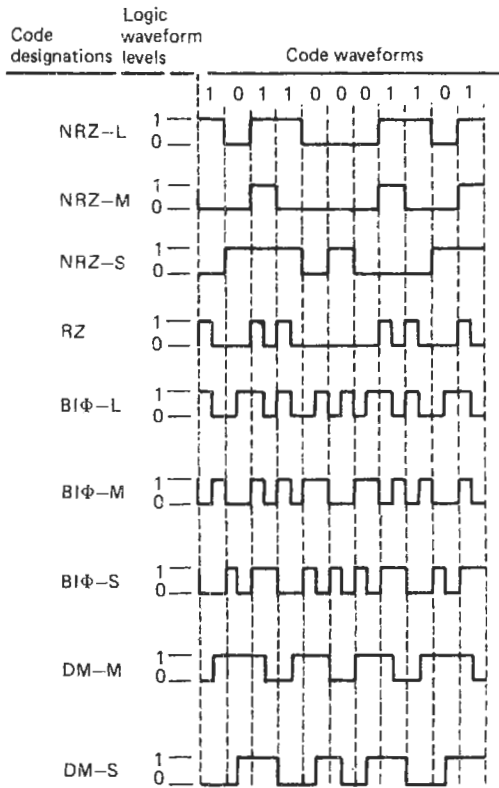 Code designations
Logic waveform levels
Code waveforms
1 0 1 1 0 0 0 1 1 0 1
NRZ—L 1 0
NRZ—M 1 0
NRZ—S 1 0
RZ 1 0
BIΦ—L 1 0
BIΦ—M 1 0
BIΦ—S 1 0
DM—M 1 0
DM—S 1 0